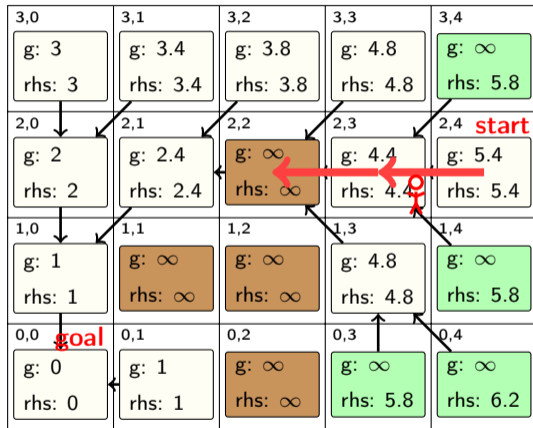 3,0 3,1 3,2 3,3 3,4
g: 3 g: 3.4 g: 3.8 g: 4.8 g: ∞
rhs: 3 rhs: 3.4 rhs: 3.8 rhs: 4.8 rhs: 5.8
2,0 2,1 2,2 2,3 2,4 start
g: 2 g: 2.4 g: ∞ g: 4.4 g: 5.4
rhs: 2 rhs: 2.4 rhs: ∞ rhs: 4.4 rhs: 5.4
1,0 1,1 1,2 1,3 1,4
g: 1 g: ∞ g: ∞ g: 4.8 g: ∞
rhs: 1 rhs: ∞ rhs: ∞ rhs: 4.8 rhs: 5.8
0,0 goal 0,1 0,2 0,3 0,4
g: 0 g: 1 g: ∞ g: ∞ g: ∞
rhs: 0 rhs: 1 rhs: ∞ rhs: 5.8 rhs: 6.2